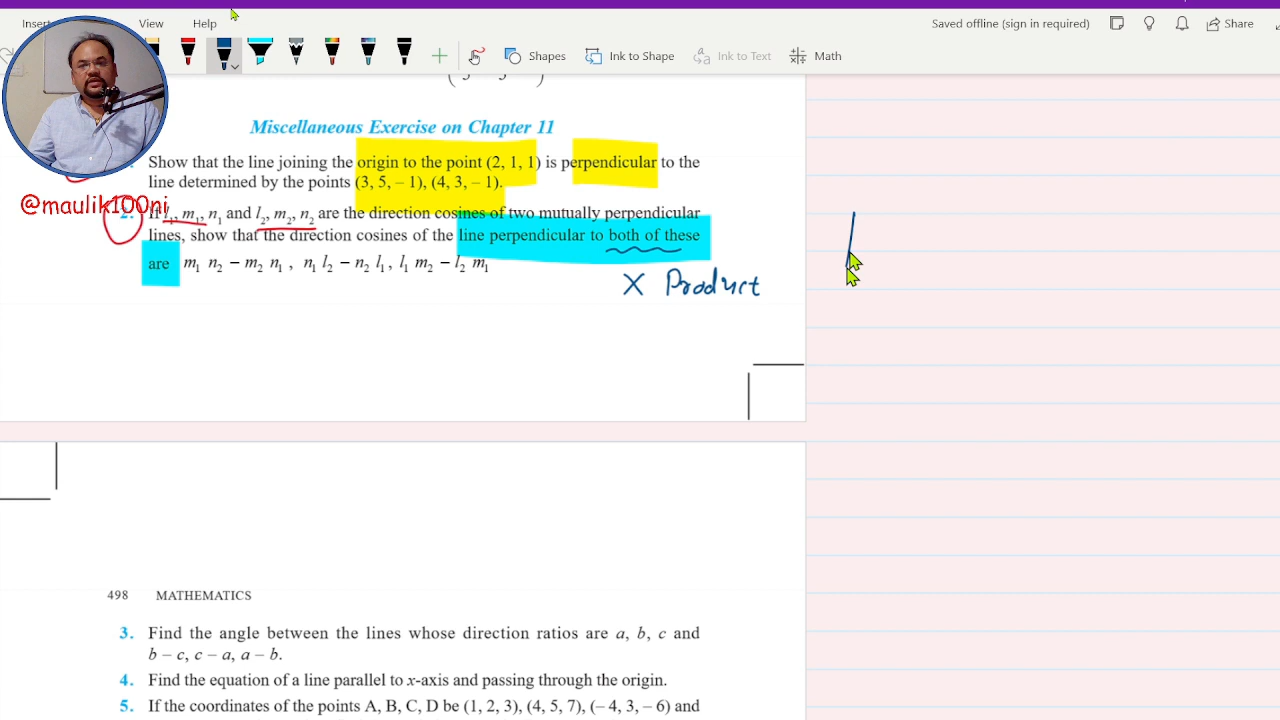 Insert View Help Saved offline (sign in required) Share
Shapes Ink to Shape Ink to Text Math
Miscellaneous Exercise on Chapter 11
Show that the line joining the origin to the point (2, 1, 1) is perpendicular to the
line determined by the points (3, 5, – 1), (4, 3, – 1).
@maulik100ni
2. If l₁, m₁, n₁ and l₂, m₂, n₂ are the direction cosines of two mutually perpendicular
lines, show that the direction cosines of the line perpendicular to both of these
are m₁ n₂ − m₂ n₁ , n₁ l₂ − n₂ l₁ , l₁ m₂ − l₂ m₁
X Product
498 MATHEMATICS
3. Find the angle between the lines whose direction ratios are a, b, c and
b – c, c – a, a – b.
4. Find the equation of a line parallel to x-axis and passing through the origin.
5. If the coordinates of the points A, B, C, D be (1, 2, 3), (4, 5, 7), (– 4, 3, – 6) and